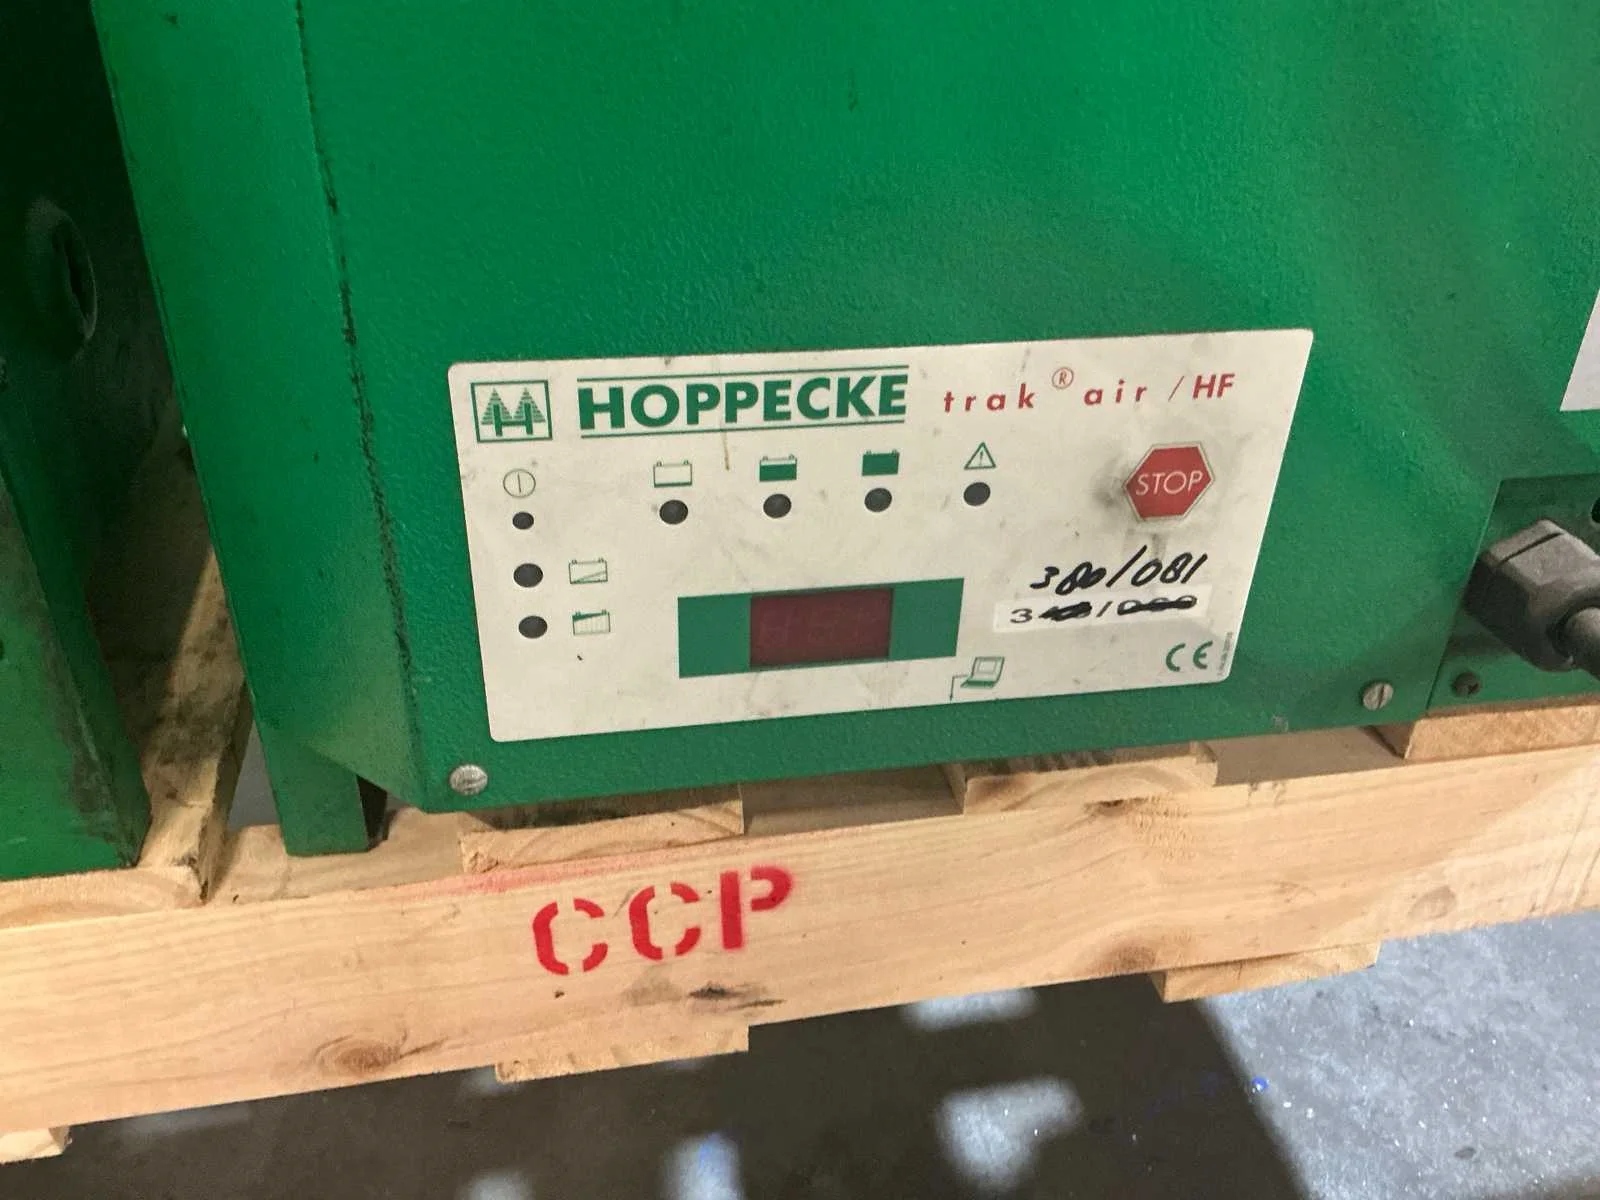 HOPPECKE trak® air / HF
STOP
380/081
CE
CCP